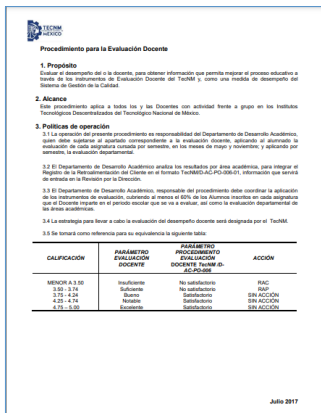 TECNM
MÉXICO
Procedimiento para la Evaluación Docente
1. Propósito
Evaluar el desempeño del o la docente, para obtener información que permita mejorar el proceso educativo a
través de los instrumentos de Evaluación Docente del TecNM y, como una medida de desempeño del
Sistema de Gestión de la Calidad.
2. Alcance
Este procedimiento aplica a todos los y las Docentes con actividad frente a grupo en los Institutos
Tecnológicos Descentralizados del Tecnológico Nacional de México.
3. Políticas de operación
3.1 La operación del presente procedimiento es responsabilidad del Departamento de Desarrollo Académico,
quien debe sujetarse al apartado correspondiente a la evaluación docente, aplicando al alumnado la
evaluación de cada asignatura cursada por semestre, en los meses de mayo y noviembre; y aplicando por
semestre, la evaluación departamental.
3.2 El Departamento de Desarrollo Académico analiza los resultados por área académica, para integrar el
Registro de la Retroalimentación del Cliente en el formato TecNM/D-AC-PO-006-01, información que servirá
de entrada en la Revisión por la Dirección.
3.3 El Departamento de Desarrollo Académico, responsable del procedimiento debe coordinar la aplicación
de los instrumentos de evaluación, cubriendo al menos el 60% de los Alumnos inscritos en cada asignatura
que el Docente imparte en el periodo escolar que se va a evaluar, así como la evaluación departamental de
las áreas académicas.
3.4 La estrategia para llevar a cabo la evaluación del desempeño docente será designada por el TecNM.
3.5 Se tomará como referencia para su equivalencia la siguiente tabla:
CALIFICACIÓN PARÁMETRO EVALUACIÓN DOCENTE PARÁMETRO PROCEDIMIENTO EVALUACIÓN DOCENTE TecNM /D-AC-PO-006 ACCIÓN
MENOR A 3.50 Insuficiente No satisfactorio RAC
3.50 - 3.74 Suficiente No satisfactorio RAP
3.75 - 4.24 Bueno Satisfactorio SIN ACCIÓN
4.25 - 4.74 Notable Satisfactorio SIN ACCIÓN
4.75 – 5.00 Excelente Satisfactorio SIN ACCIÓN
Julio 2017